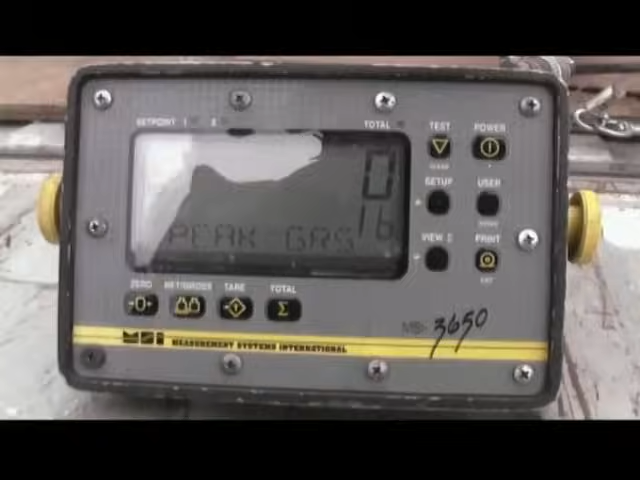 SETPOINT 1 2 TOTAL
TEST POWER
0
SETUP USER
lb
PEAK GRS
VIEW Σ PRINT
ZERO NET/GROSS TARE TOTAL
→0← T Σ
MSI 3650
MSI MEASUREMENT SYSTEMS INTERNATIONAL